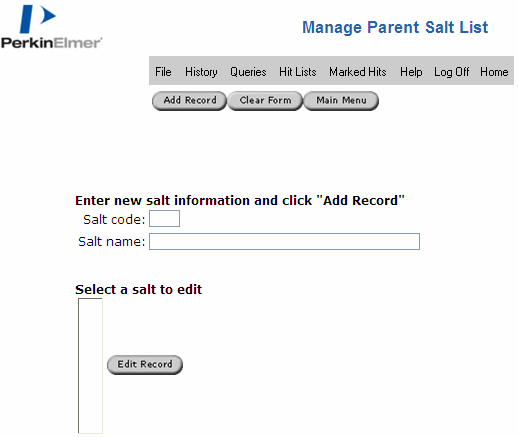 PerkinElmer
Manage Parent Salt List
File History Queries Hit Lists Marked Hits Help Log Off Home
Add Record Clear Form Main Menu
Enter new salt information and click "Add Record"
Salt code:
Salt name:
Select a salt to edit
Edit Record